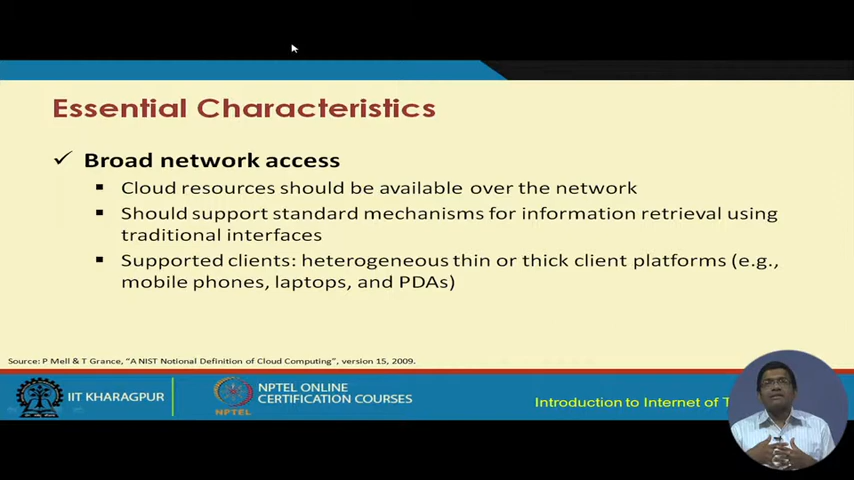 Essential Characteristics
✓ Broad network access
▪ Cloud resources should be available over the network
▪ Should support standard mechanisms for information retrieval using
traditional interfaces
▪ Supported clients: heterogeneous thin or thick client platforms (e.g.,
mobile phones, laptops, and PDAs)
Source: P Mell & T Grance, "A NIST Notional Definition of Cloud Computing", version 15, 2009.
IIT KHARAGPUR
NPTEL
NPTEL ONLINE
CERTIFICATION COURSES
Introduction to Internet of T